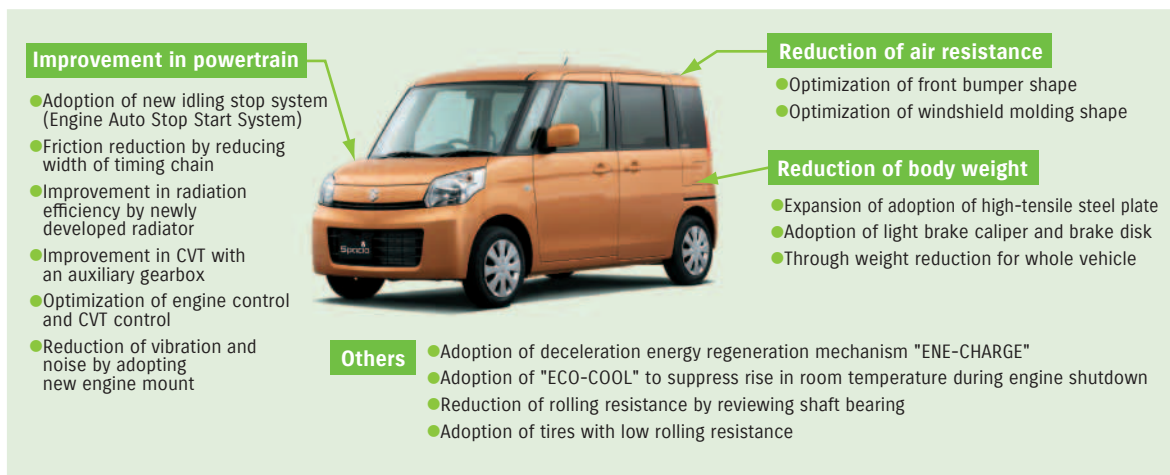 Improvement in powertrain
●Adoption of new idling stop system
(Engine Auto Stop Start System)
●Friction reduction by reducing
width of timing chain
●Improvement in radiation
efficiency by newly
developed radiator
●Improvement in CVT with
an auxiliary gearbox
●Optimization of engine control
and CVT control
●Reduction of vibration and
noise by adopting
new engine mount
Spacia
Reduction of air resistance
●Optimization of front bumper shape
●Optimization of windshield molding shape
Reduction of body weight
●Expansion of adoption of high-tensile steel plate
●Adoption of light brake caliper and brake disk
●Through weight reduction for whole vehicle
Others
●Adoption of deceleration energy regeneration mechanism "ENE-CHARGE"
●Adoption of "ECO-COOL" to suppress rise in room temperature during engine shutdown
●Reduction of rolling resistance by reviewing shaft bearing
●Adoption of tires with low rolling resistance